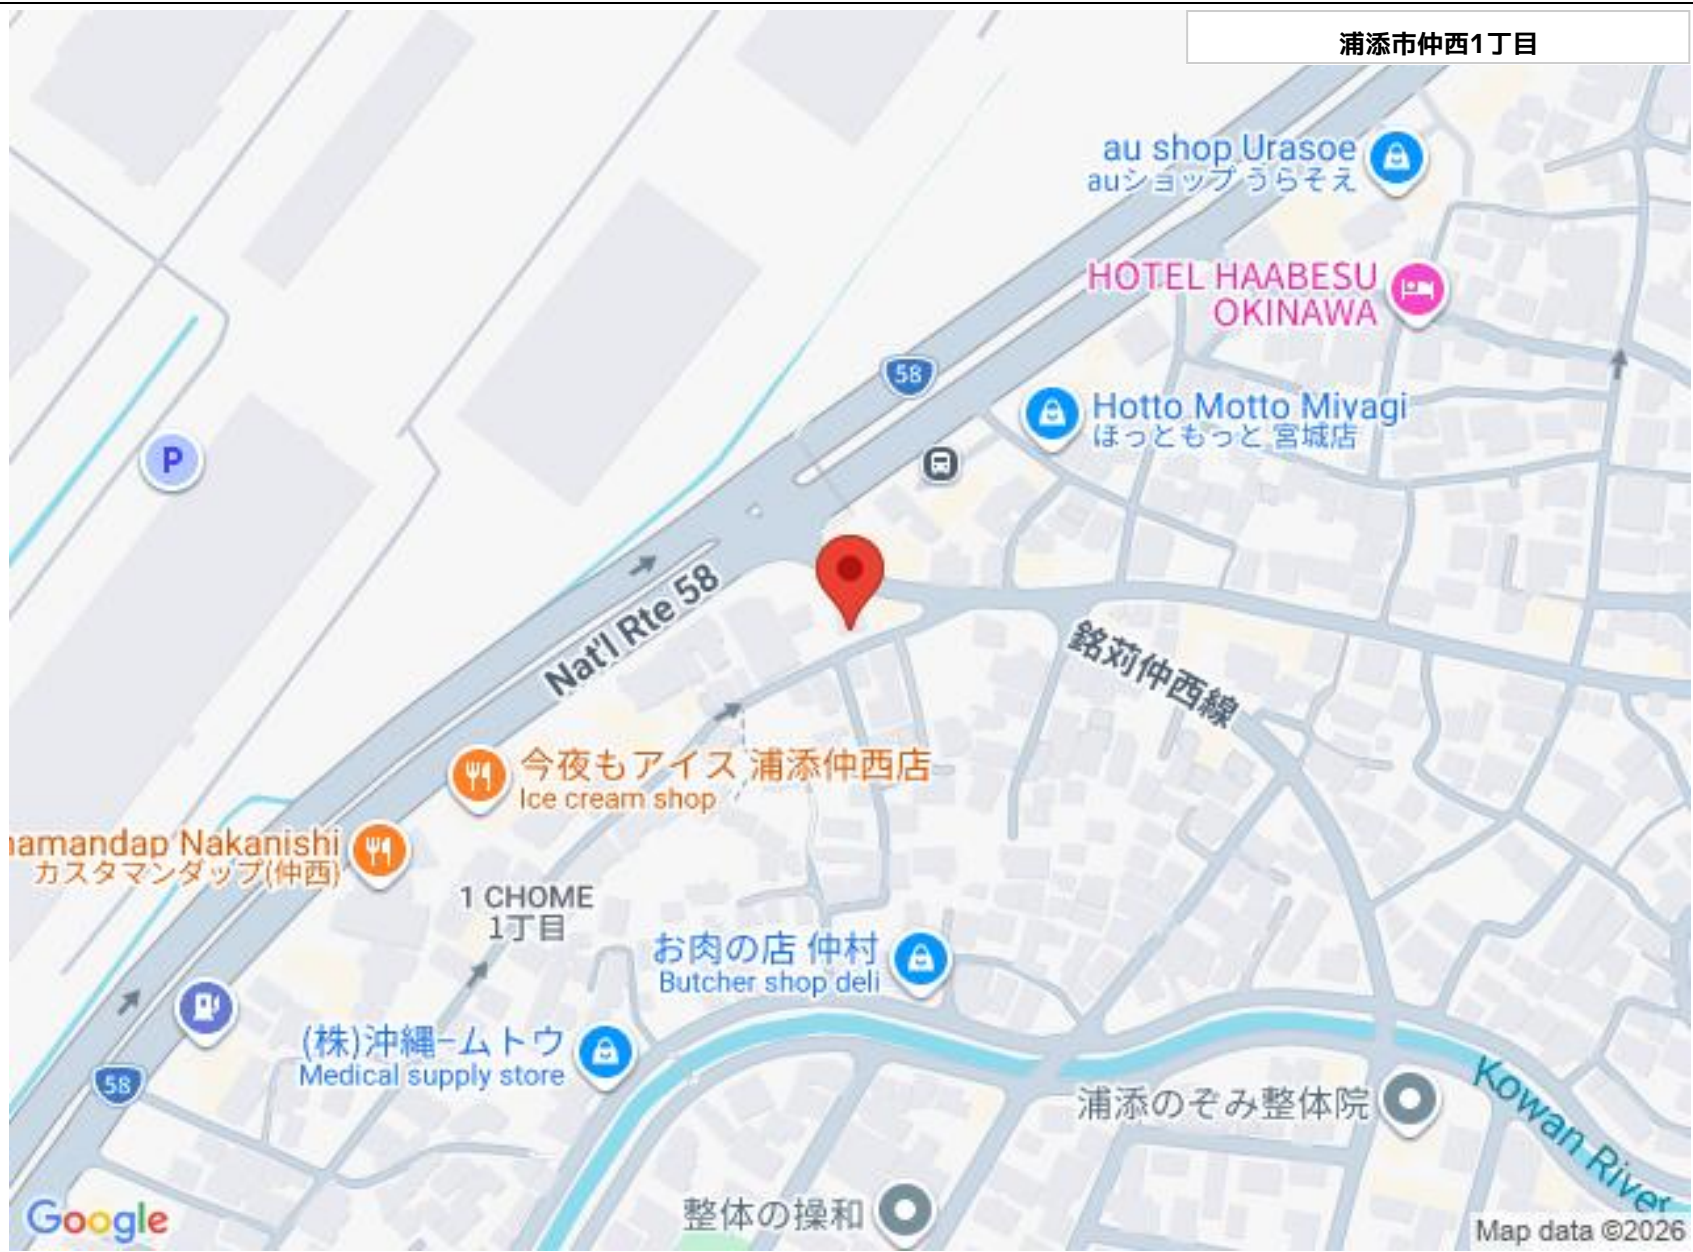 浦添市仲西1丁目
au shop Urasoe
auショップ うらそえ
HOTEL HAABESU
OKINAWA
58
Hotto Motto Miyagi
ほっともっと 宮城店
P
Nat'l Rte 58
銘苅仲西線
今夜もアイス 浦添仲西店
Ice cream shop
namandap Nakanishi
カスタマンダップ(仲西)
1 CHOME
1丁目
お肉の店 仲村
Butcher shop deli
(株)沖縄-ムトウ
Medical supply store
58
浦添のぞみ整体院
Kowan River
整体の操和
Google
Map data ©2026